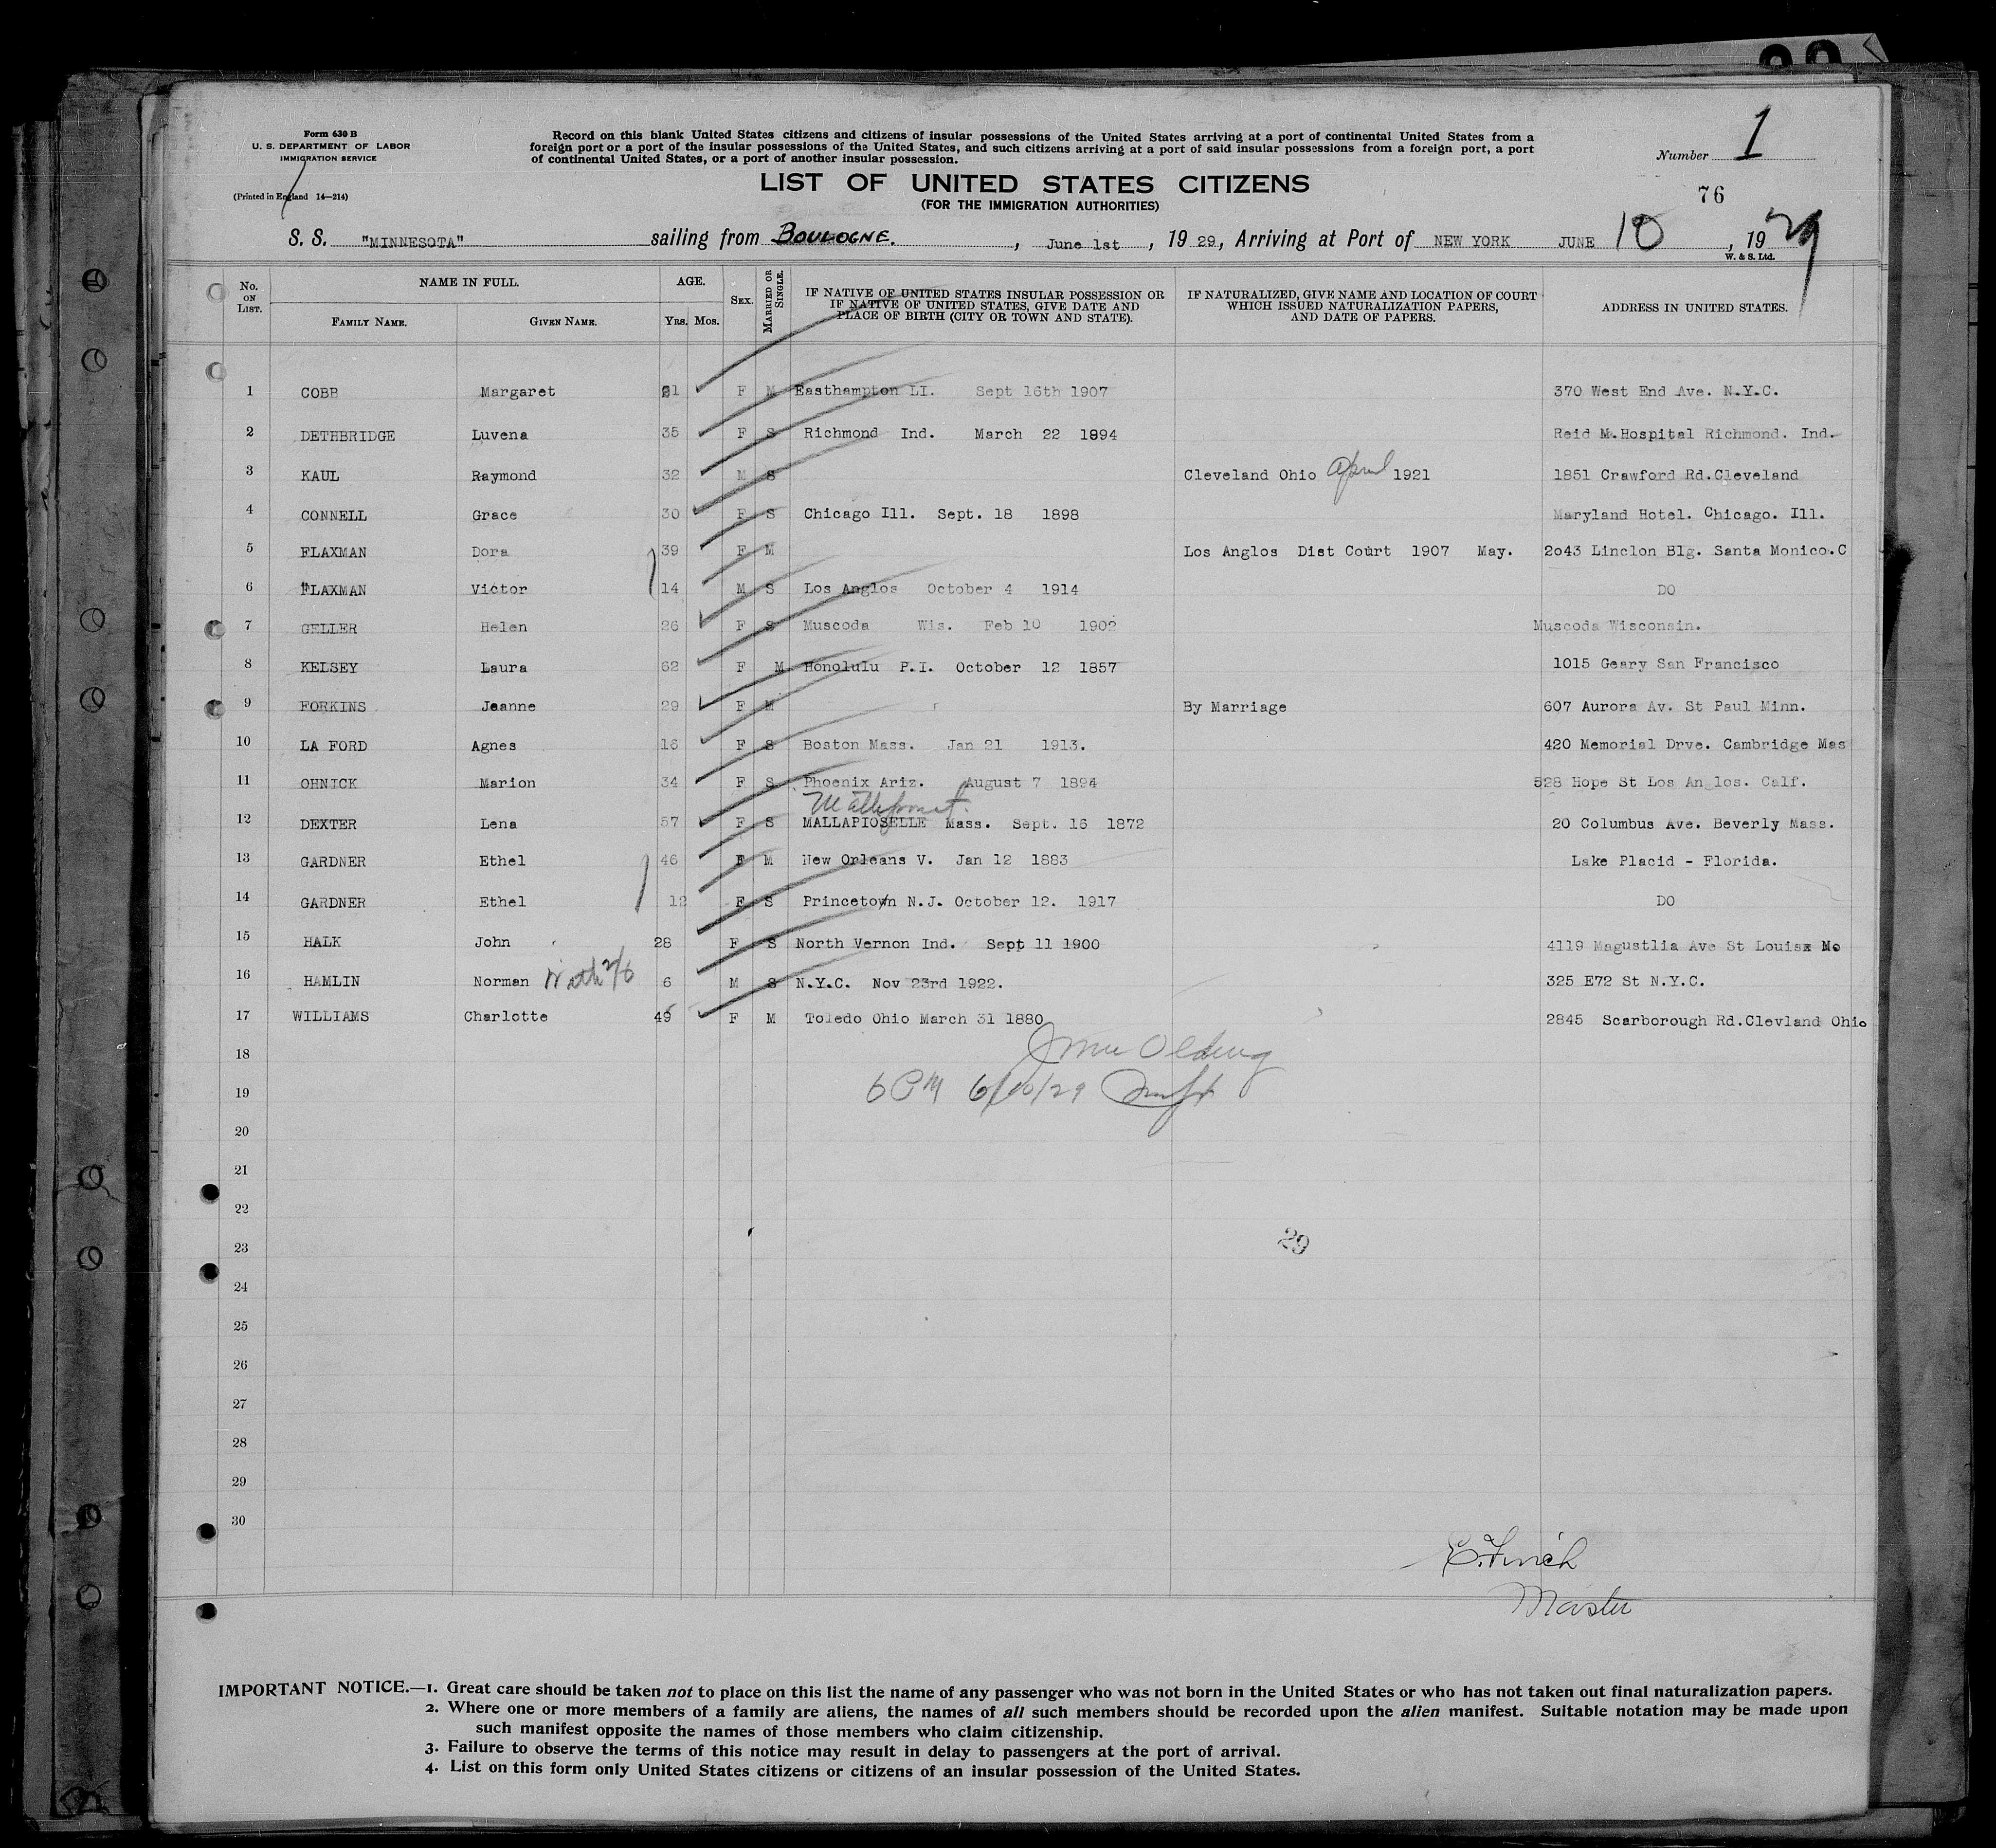 Form 630 B
U. S. DEPARTMENT OF LABOR
IMMIGRATION SERVICE
(Printed in England 14—214)
Record on this blank United States citizens and citizens of insular possessions of the United States arriving at a port of continental United States from a
foreign port or a port of the insular possessions of the United States, and such citizens arriving at a port of said insular possessions from a foreign port, a port
of continental United States, or a port of another insular possession.
Number 1
LIST OF UNITED STATES CITIZENS
76
(FOR THE IMMIGRATION AUTHORITIES)
S. S. "MINNESOTA" sailing from BOULOGNE. , June 1st , 19 29, Arriving at Port of NEW YORK JUNE 10 , 19 29
W. & S. Ltd.
No. ON LIST. NAME IN FULL. FAMILY NAME. GIVEN NAME. AGE. YRS. MOS. SEX. MARRIED OR SINGLE. IF NATIVE OF UNITED STATES INSULAR POSSESSION OR IF NATIVE OF UNITED STATES, GIVE DATE AND PLACE OF BIRTH (CITY OR TOWN AND STATE). IF NATURALIZED, GIVE NAME AND LOCATION OF COURT WHICH ISSUED NATURALIZATION PAPERS, AND DATE OF PAPERS. ADDRESS IN UNITED STATES.
1 COBB Margaret 21 F M Easthampton LI. Sept 16th 1907 370 West End Ave. N.Y.C.
2 DETHBRIDGE Luvena 35 F S Richmond Ind. March 22 1894 Reid M.Hospital Richmond. Ind.
3 KAUL Raymond 32 M S Cleveland Ohio April 1921 1851 Crawford Rd.Cleveland
4 CONNELL Grace 30 F S Chicago Ill. Sept. 18 1898 Maryland Hotel. Chicago. Ill.
5 FLAXMAN Dora 39 F M Los Anglos Dist Court 1907 May. 2o43 Linclon Blg. Santa Monico.C
6 FLAXMAN Victor 14 M S Los Anglos October 4 1914 DO
7 GELLER Helen 26 F S Muscoda Wis. Feb 10 1902 Muscoda Wisconsin.
8 KELSEY Laura 62 F M Honolulu P.I. October 12 1857 1015 Geary San Francisco
9 FORKINS Jeanne 29 F M By Marriage 607 Aurora Av. St Paul Minn.
10 LA FORD Agnes 16 F S Boston Mass. Jan 21 1913. 420 Memorial Drve. Cambridge Mas
11 OHNICK Marion 34 F S Phoenix Ariz. August 7 1894 528 Hope St Los An los. Calf.
12 DEXTER Lena 57 F S MALLAPIOSELLE Mass. Sept. 16 1872 20 Columbus Ave. Beverly Mass.
13 GARDNER Ethel 46 F M New Orleans V. Jan 12 1883 Lake Placid - Florida.
14 GARDNER Ethel 12 F S Princetown N.J. October 12. 1917 DO
15 HALK John 28 F S North Vernon Ind. Sept 11 1900 4119 Magustlia Ave St Louisx Mo
16 HAMLIN Norman With 2/6 6 M S N.Y.C. Nov 23rd 1922. 325 E72 St N.Y.C.
17 WILLIAMS Charlotte 49 F M Toledo Ohio March 31 1880 2845 Scarborough Rd.Clevland Ohio
18
19 6 PM 6/10/29
20
21
22
23 29
24
25
26
27
28
29
30
E. Finch
Master
IMPORTANT NOTICE.—1. Great care should be taken not to place on this list the name of any passenger who was not born in the United States or who has not taken out final naturalization papers.
2. Where one or more members of a family are aliens, the names of all such members should be recorded upon the alien manifest. Suitable notation may be made upon
such manifest opposite the names of those members who claim citizenship.
3. Failure to observe the terms of this notice may result in delay to passengers at the port of arrival.
4. List on this form only United States citizens or citizens of an insular possession of the United States.